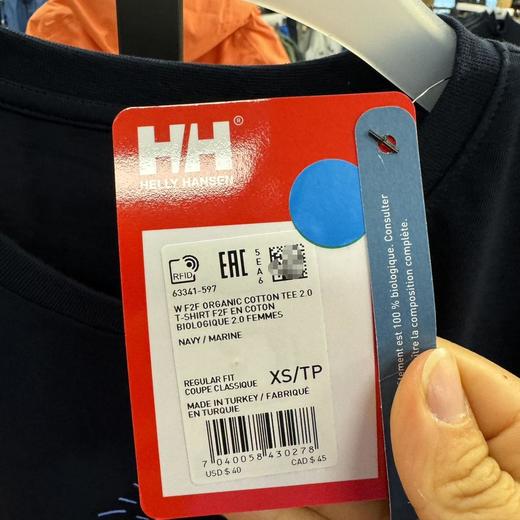 HH®
HELLY HANSEN
RFID
EAC
5
E
A
6
63341-597
W F2F ORGANIC COTTON TEE 2.0
T-SHIRT F2F EN COTON
BIOLOGIQUE 2.0 FEMMES
NAVY / MARINE
REGULAR FIT
COUPE CLASSIQUE XS/TP
MADE IN TURKEY / FABRIQUÉ
EN TURQUIE
7 040058 430278
USD $ 40 CAD $ 45
est 100 % biologique. Consulter
la composition complète.